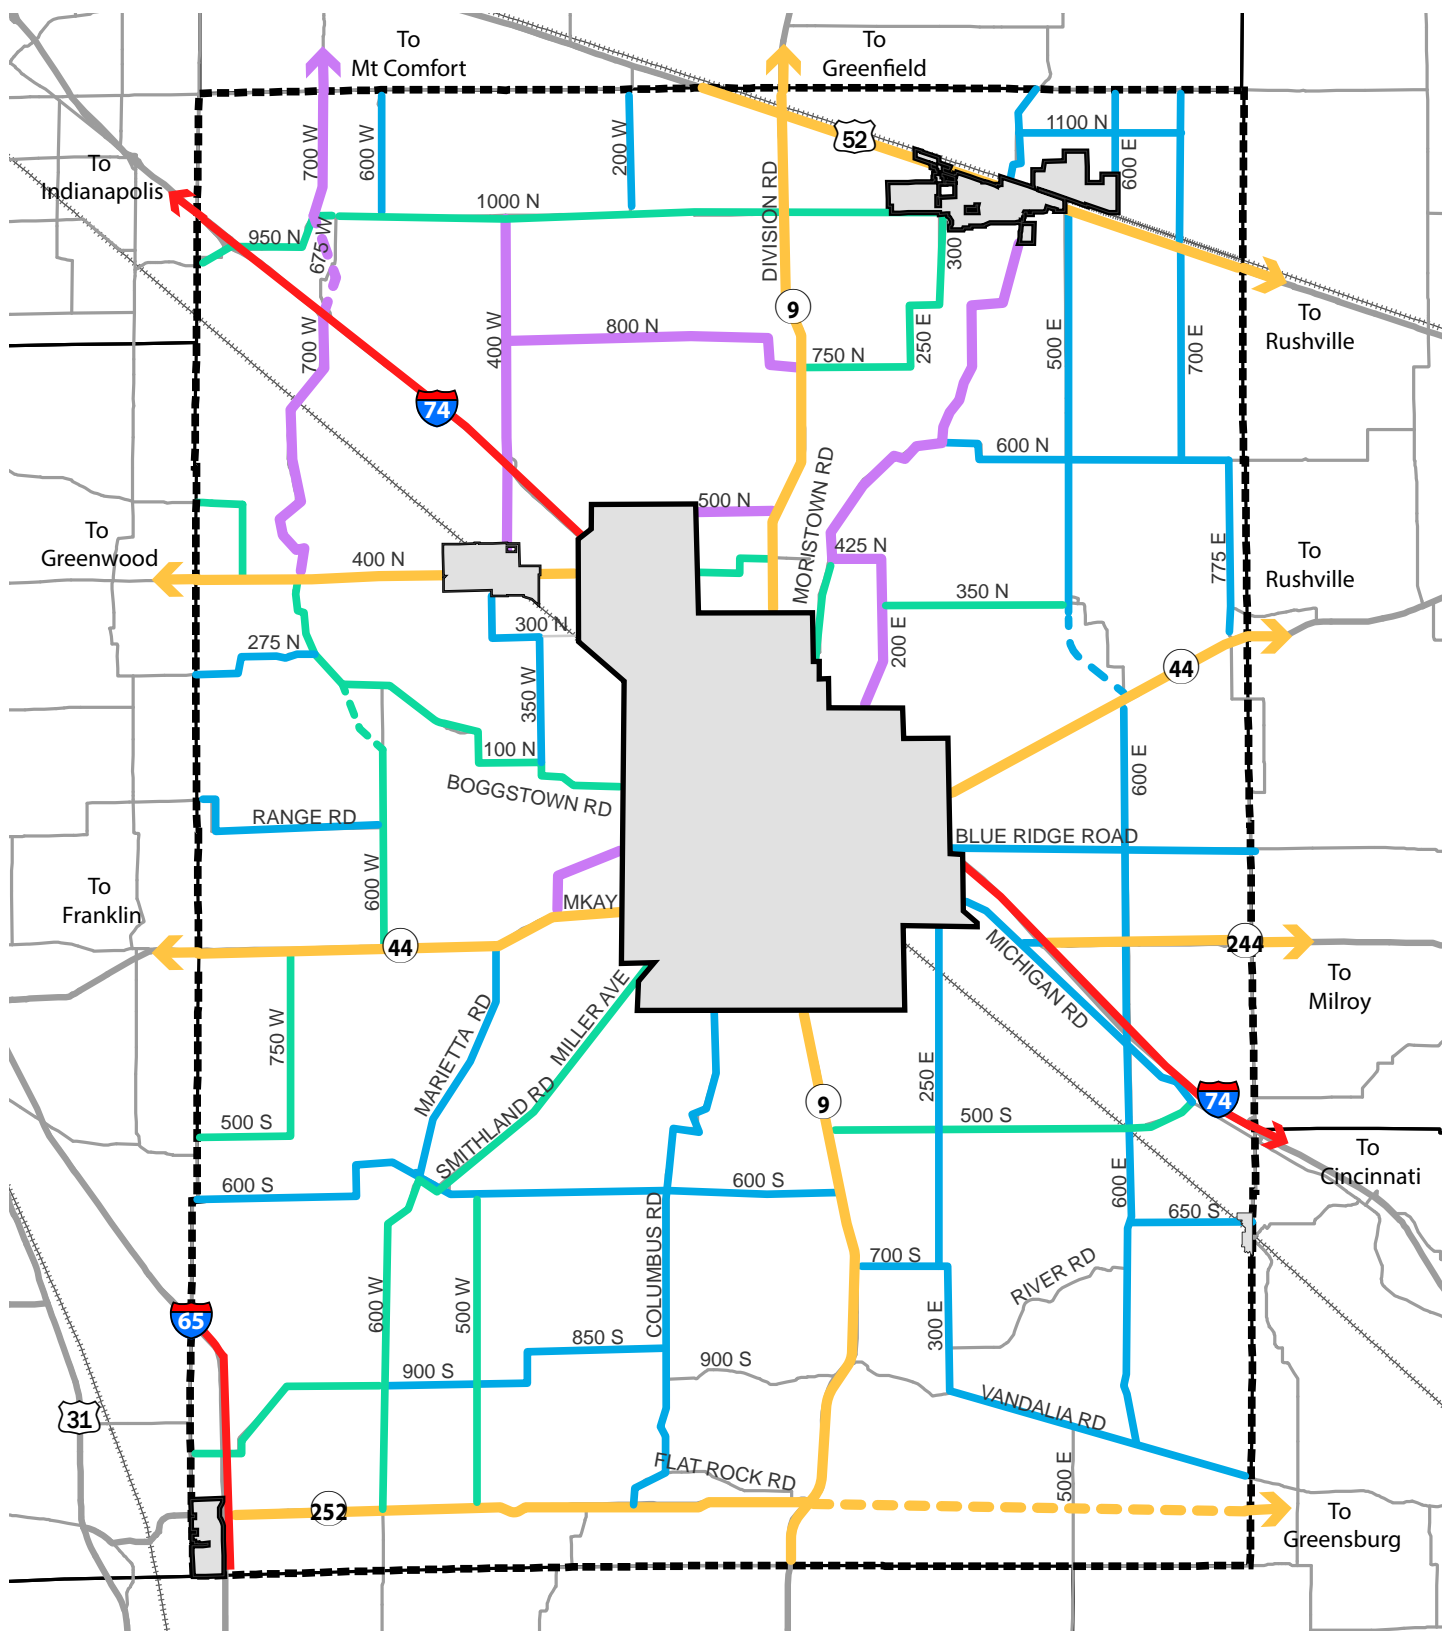 To
Mt Comfort
To
Greenfield
700 W
600 W
200 W
DIVISION RD
52
1100 N
600 E
To
Indianapolis
1000 N
950 N
675 W
300
9
To
Rushville
700 W
400 W
800 N
750 N
250 E
500 E
700 E
74
600 N
MORISTOWN RD
500 N
To
Greenwood
400 N
425 N
775 E
To
Rushville
350 N
300 N
275 N
200 E
44
350 W
100 N
BOGGSTOWN RD
600 E
RANGE RD
BLUE RIDGE ROAD
600 W
To
Franklin
MKAY
44
244
MICHIGAN RD
To
Milroy
750 W
MARIETTA RD
MILLER AVE
SMITHLAND RD
250 E
9
74
500 S
500 S
To
Cincinnati
600 S
600 S
600 E
650 S
COLUMBUS RD
700 S
RIVER RD
65
600 W
500 W
850 S
300 E
900 S
900 S
31
VANDALIA RD
FLAT ROCK RD
500 E
252
To
Greensburg